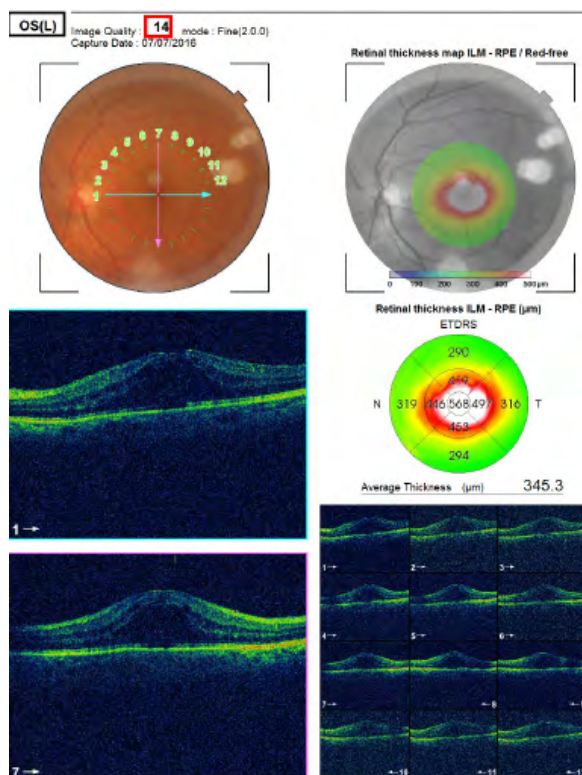 OS(L) Image Quality : 14 mode : Fine(2.0.0)
Capture Date : 07/07/2016
Retinal thickness map ILM - RPE / Red-free
7
6 8
5 9
4 10
3 11
2 12
1
0 100 200 300 400 500μm
Retinal thickness ILM - RPE (μm)
ETDRS
290
N 319 446 568 497 316 T
453
294
Average Thickness (μm) 345.3
1
7
1 2 3
4 5 6
7 8
10 11